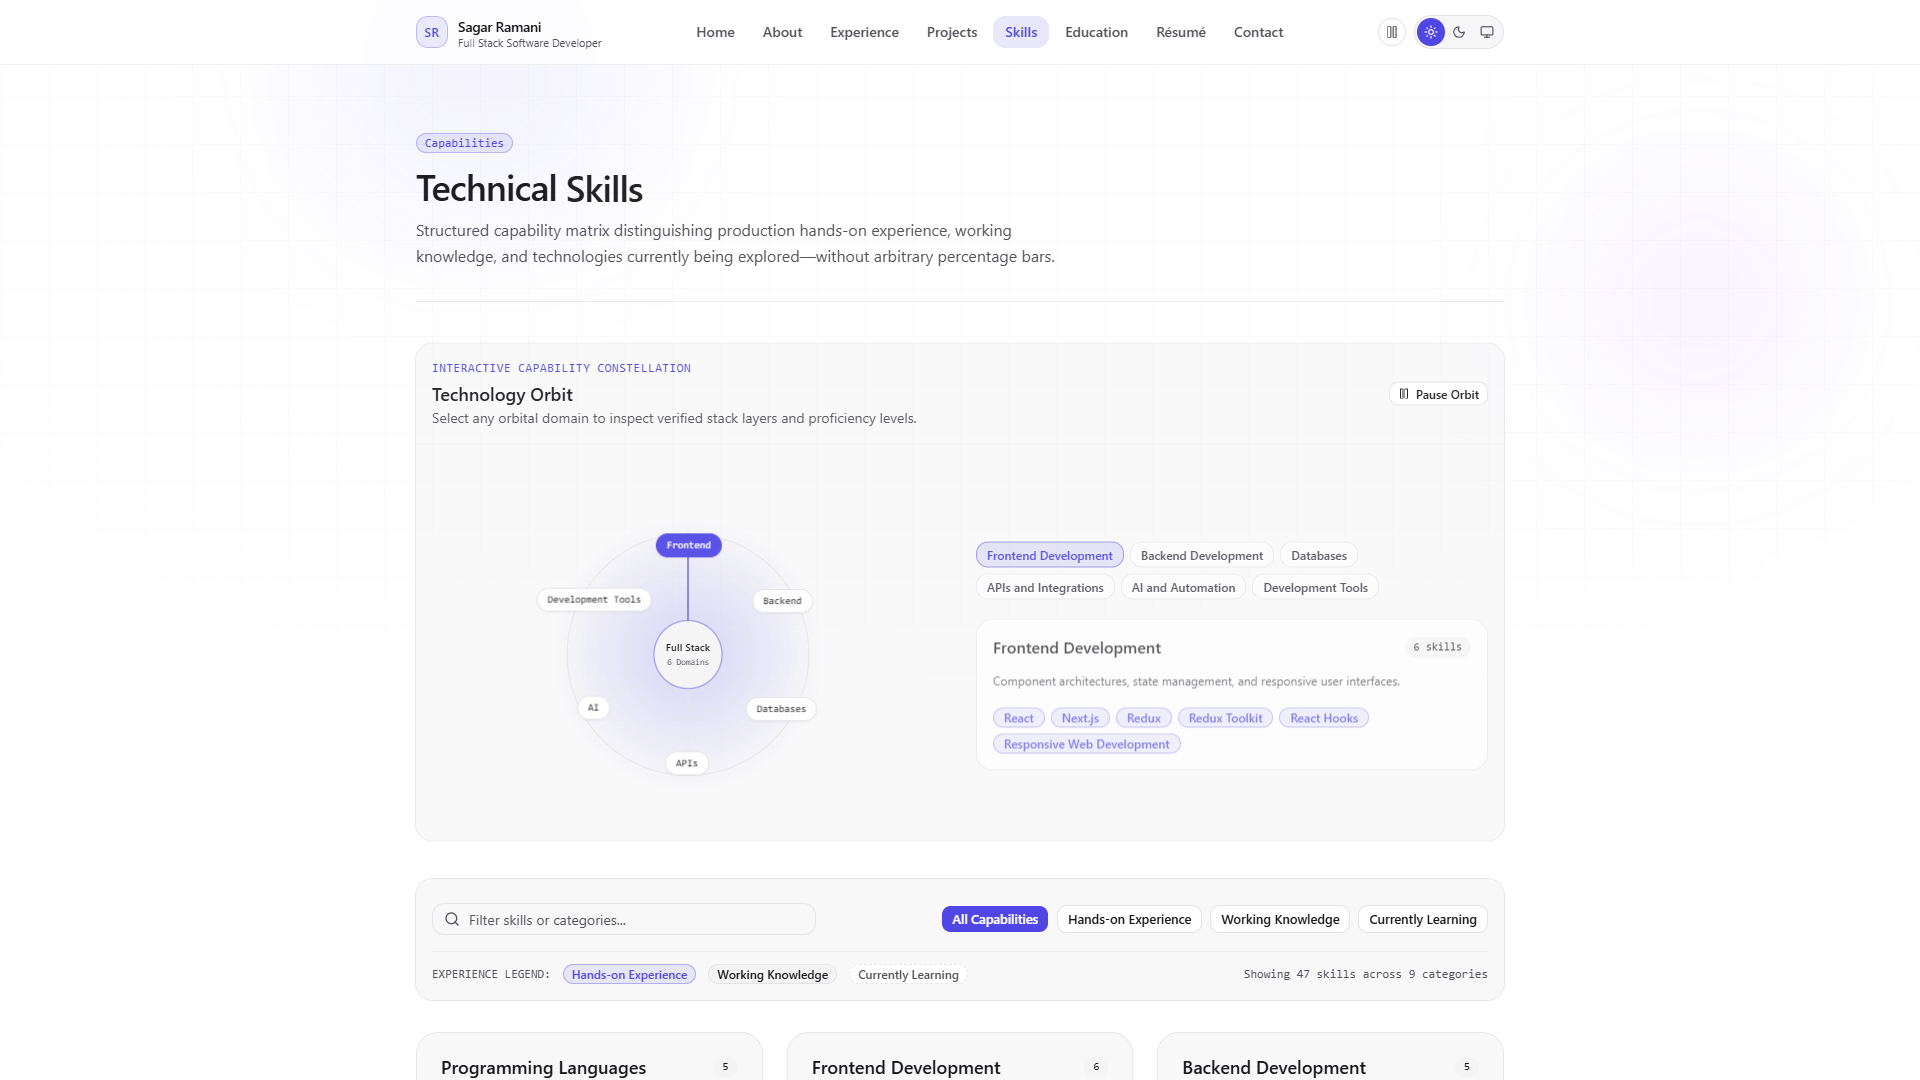 SR
Sagar Ramani
Full Stack Software Developer
Home About Experience Projects Skills Education Résumé Contact
Capabilities
Technical Skills
Structured capability matrix distinguishing production hands-on experience, working
knowledge, and technologies currently being explored—without arbitrary percentage bars.
INTERACTIVE CAPABILITY CONSTELLATION
Technology Orbit
Select any orbital domain to inspect verified stack layers and proficiency levels.
Pause Orbit
Frontend
Development Tools
Backend
Full Stack
6 Domains
AI
Databases
APIs
Frontend Development Backend Development Databases
APIs and Integrations AI and Automation Development Tools
Frontend Development 6 skills
Component architectures, state management, and responsive user interfaces.
React Next.js Redux Redux Toolkit React Hooks
Responsive Web Development
Filter skills or categories...
All Capabilities Hands-on Experience Working Knowledge Currently Learning
EXPERIENCE LEGEND: Hands-on Experience Working Knowledge Currently Learning
Showing 47 skills across 9 categories
Programming Languages 5
Frontend Development 6
Backend Development 5